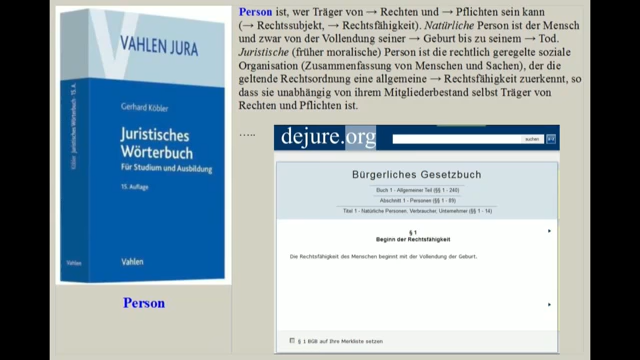 VAHLEN JURA
Gerhard Köbler
Juristisches
Wörterbuch
Für Studium und Ausbildung
15. Auflage
Vahlen
Vahlen
Köbler Juristisches Wörterbuch · 15. A.
Person
Person ist, wer Träger von → Rechten und → Pflichten sein kann
(→ Rechtssubjekt, → Rechtsfähigkeit). Natürliche Person ist der Mensch
und zwar von der Vollendung seiner → Geburt bis zu seinem → Tod.
Juristische (früher moralische) Person ist die rechtlich geregelte soziale
Organisation (Zusammenfassung von Menschen und Sachen), der die
geltende Rechtsordnung eine allgemeine → Rechtsfähigkeit zuerkennt, so
dass sie unabhängig von ihrem Mitgliederbestand selbst Träger von
Rechten und Pflichten ist.
…..
dejure.org
suchen
Bürgerliches Gesetzbuch
Buch 1 - Allgemeiner Teil (§§ 1 - 240)
Abschnitt 1 - Personen (§§ 1 - 89)
Titel 1 - Natürliche Personen, Verbraucher, Unternehmer (§§ 1 - 14)
§ 1
Beginn der Rechtsfähigkeit
Die Rechtsfähigkeit des Menschen beginnt mit der Vollendung der Geburt.
§ 1 BGB auf Ihre Merkliste setzen